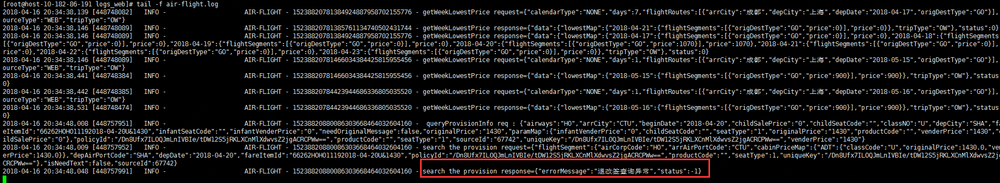 [root@host-10-182-86-191 logs_web]# tail -f air-flight.log
2018-04-16 20:34:38,139 [448748082]   INFO -                     AIR-FLIGHT - 15238820781384924887958702155776 - getWeekLowestPrice request={"calendarType":"NONE","days":7,"flightRoutes":[{"arrCity":"成都","depCity":"上海","depDate":"2018-04-17","origDestType":"GO"}],
ourceType":"WEB","tripType":"OW"}
2018-04-16 20:34:38,146 [448748089]   INFO -                     AIR-FLIGHT - 15238820781385761134740502431744 - getWeekLowestPrice response={"data":{"lowestMap":{"2018-04-21":{"flightSegments":[{"origDestType":"GO","price":0}],"price":0}},"tripType":"OW"},"status":0}
2018-04-16 20:34:38,146 [448748089]   INFO -                     AIR-FLIGHT - 15238820781384924887958702155776 - getWeekLowestPrice response={"data":{"lowestMap":{"2018-04-17":{"flightSegments":[{"origDestType":"GO","price":0}],"price":0},"2018-04-18":{"flightSegments":
[{"origDestType":"GO","price":0}],"price":0},"2018-04-19":{"flightSegments":[{"origDestType":"GO","price":0}],"price":0},"2018-04-20":{"flightSegments":[{"origDestType":"GO","price":1070}],"price":1070},"2018-04-21":{"flightSegments":[{"origDestType":"GO","price":0}],
rice":0},"2018-04-22":{"flightSegments":[{"origDestType":"GO","price":0}],"price":0},"2018-04-23":{"flightSegments":[{"origDestType":"GO","price":0}],"price":0}},"tripType":"OW"},"status":0}
2018-04-16 20:34:38,146 [448748089]   INFO -                     AIR-FLIGHT - 15238820781466034384425815955456 - getWeekLowestPrice request={"calendarType":"NONE","days":1,"flightRoutes":[{"arrCity":"成都","depCity":"上海","depDate":"2018-05-15","origDestType":"GO"}],
ourceType":"WEB","tripType":"OW"}
2018-04-16 20:34:38,441 [448748384]   INFO -                     AIR-FLIGHT - 15238820781466034384425815955456 - getWeekLowestPrice response={"data":{"lowestMap":{"2018-05-15":{"flightSegments":[{"origDestType":"GO","price":900}],"price":900}},"tripType":"OW"},"status
0}
2018-04-16 20:34:38,442 [448748385]   INFO -                     AIR-FLIGHT - 15238820784423944686336805035520 - getWeekLowestPrice request={"calendarType":"NONE","days":1,"flightRoutes":[{"arrCity":"成都","depCity":"上海","depDate":"2018-05-16","origDestType":"GO"}],
ourceType":"WEB","tripType":"OW"}
2018-04-16 20:34:38,531 [448748474]   INFO -                     AIR-FLIGHT - 15238820784423944686336805035520 - getWeekLowestPrice response={"data":{"lowestMap":{"2018-05-16":{"flightSegments":[{"origDestType":"GO","price":900}],"price":900}},"tripType":"OW"},"status
0}
2018-04-16 20:34:48,008 [448757951]   INFO -                     AIR-FLIGHT - 15238820880086303668464032604160 -  queryProvisionInfo req : {"airways":"HO","arrCity":"CTU","beginDate":"2018-04-20","childSalePrice":"0","childSeatCode":"","classNO":"U","depCity":"SHA","fa
eItemId":"66262HOHO11192018-04-20U&1430","infantSeatCode":"","infantVenderPrice":"0","needOriginalMessage":false,"originalPrice":"1430","paramMap":{"infantVenderPrice":"0","childSeatCode":"","seatType":"1","originalPrice":"1430","productCode":"","venderPrice":"1430","
ildSalePrice":"0"},"policyId":"/Dn8Ufx7ILOQJmLnIVBIe/tDW12S5jRKLXCnMlXdwvsZ2jgACRCPWw==","productCode":"","seatType":"1","sourceId":"67742","uniqueKey":"/Dn8Ufx7ILOQJmLnIVBIe/tDW12S5jRKLXCnMlXdwvsZ2jgACRCPWw==","venderPrice":"1430"}
2018-04-16 20:34:48,009 [448757952]   INFO -                     AIR-FLIGHT - 15238820880086303668464032604160 - search the provision request={"flightSegment":{"airCorpCode":"HO","arrAirPortCode":"CTU","cabinPriceMap":{"ADT":{"classCode":"U","originalPrice":1430.0,"ven
erPrice":1430.0}},"depAirPortCode":"SHA","depDate":"2018-04-20","fareItemId":"66262HOHO11192018-04-20U&1430","policyId":"/Dn8Ufx7ILOQJmLnIVBIe/tDW12S5jRKLXCnMlXdwvsZ2jgACRCPWw==","productCode":"","seatType":1,"uniqueKey":"/Dn8Ufx7ILOQJmLnIVBIe/tDW12S5jRKLXCnMlXdwvsZ2jg
CRCPWw=="},"isNeedText":false,"sourceId":67742}
2018-04-16 20:34:48,048 [448757991]   INFO -                     AIR-FLIGHT - 15238820880086303668464032604160 - search the provision response={"errorMessage":"退改签查询异常","status":-1}